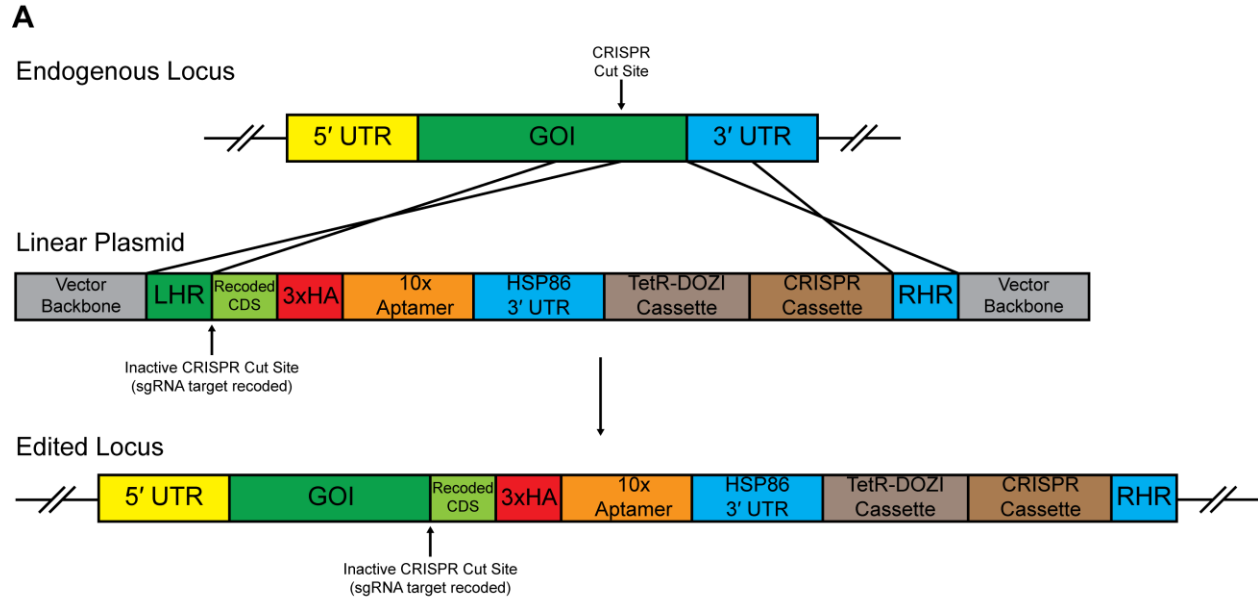 A
Endogenous Locus
CRISPR
Cut Site
5′ UTR
GOI
3′ UTR
Linear Plasmid
Vector
Backbone
LHR
Recoded
CDS
3xHA
10x
Aptamer
HSP86
3′ UTR
TetR-DOZI
Cassette
CRISPR
Cassette
RHR
Vector
Backbone
Inactive CRISPR Cut Site
(sgRNA target recoded)
Edited Locus
5′ UTR
GOI
Recoded
CDS
3xHA
10x
Aptamer
HSP86
3′ UTR
TetR-DOZI
Cassette
CRISPR
Cassette
RHR
Inactive CRISPR Cut Site
(sgRNA target recoded)